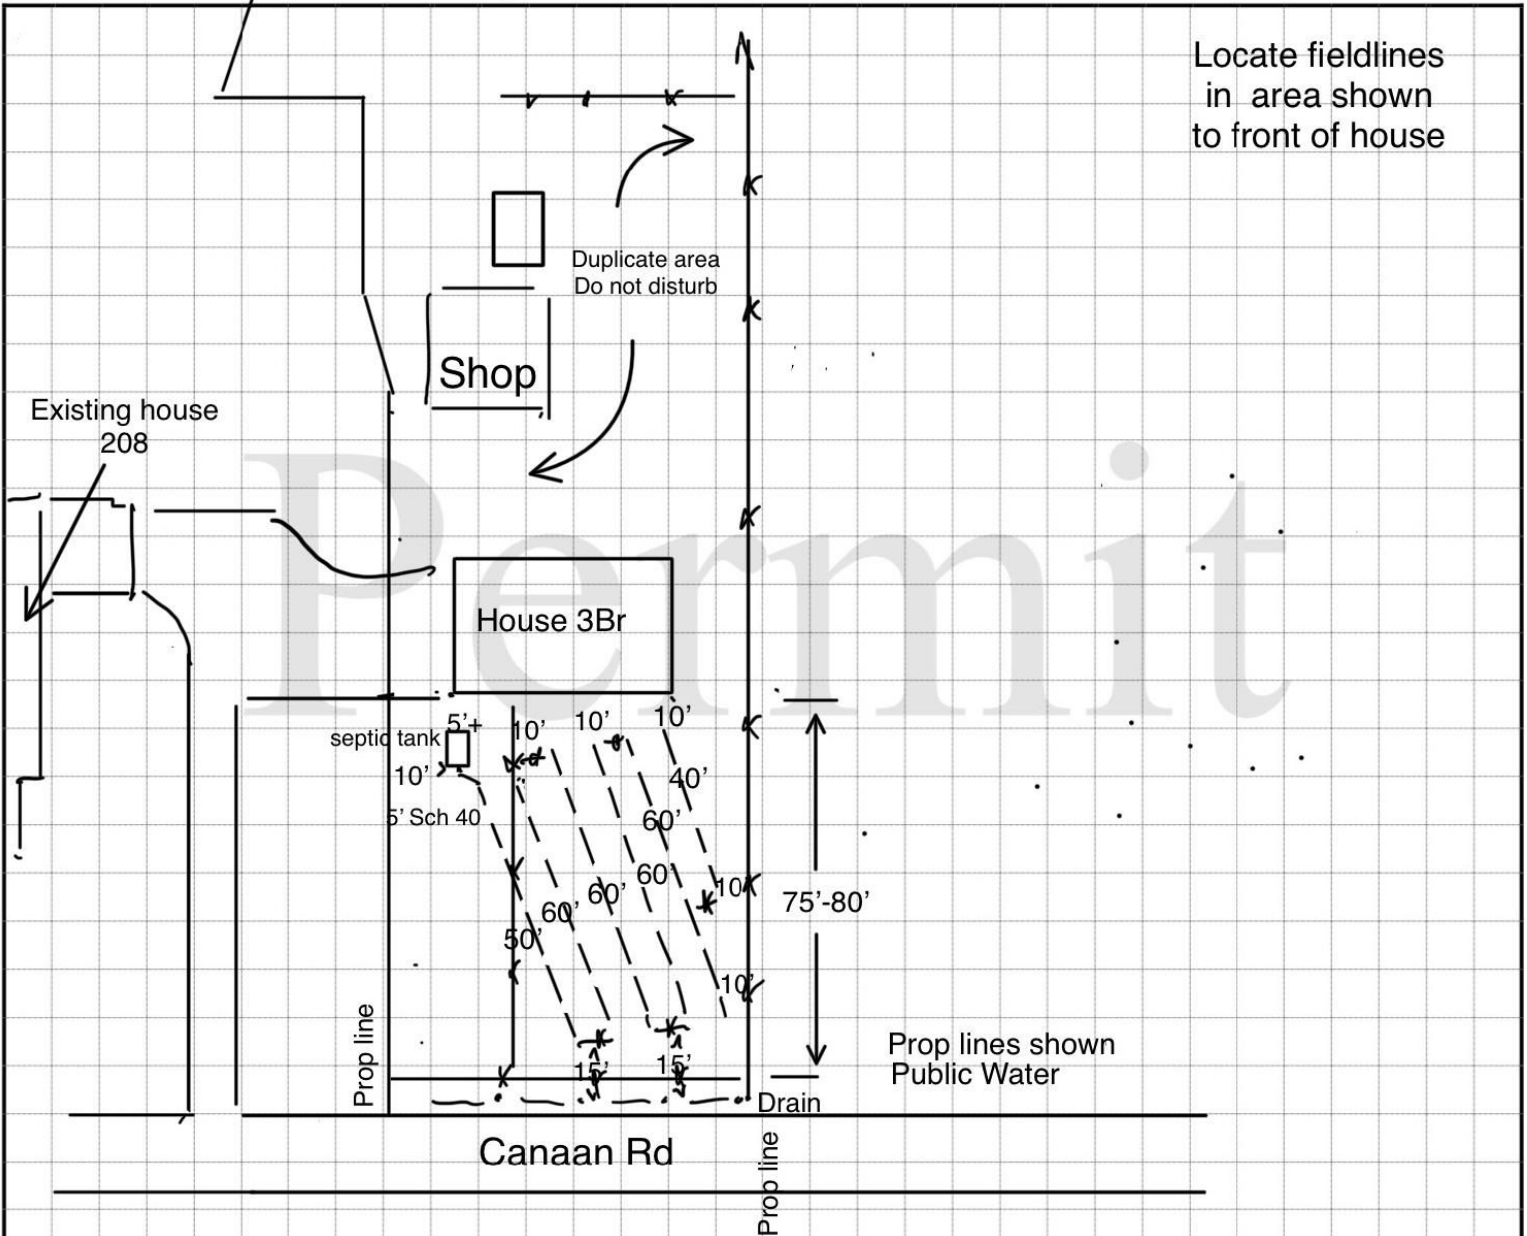 Locate fieldlines
in area shown
to front of house
Duplicate area
Do not disturb
Shop
Existing house
208
Permit
House 3Br
5'+
10'
10'
10'
septic tank
10'
40'
5' Sch 40
60'
60'
10'
60'
75'-80'
60'
50'
10'
Prop line
Prop lines shown
15'
15'
Public Water
Drain
Canaan Rd
Prop line